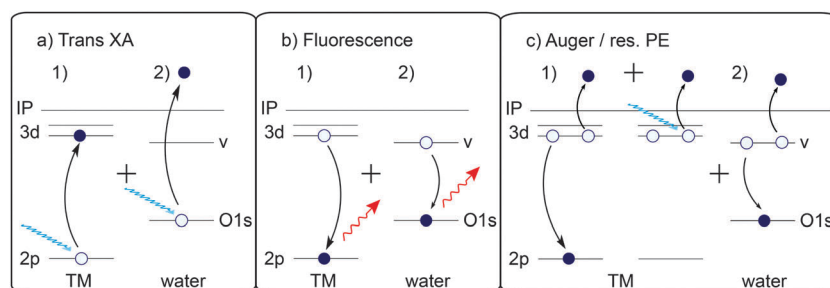 a) Trans XA
1)
2)
IP
3d
v
+
O1s
2p
TM
water
b) Fluorescence
1)
2)
IP
3d
v
+
O1s
2p
TM
water
c) Auger / res. PE
1)
+
2)
IP
3d
v
+
O1s
2p
TM
water